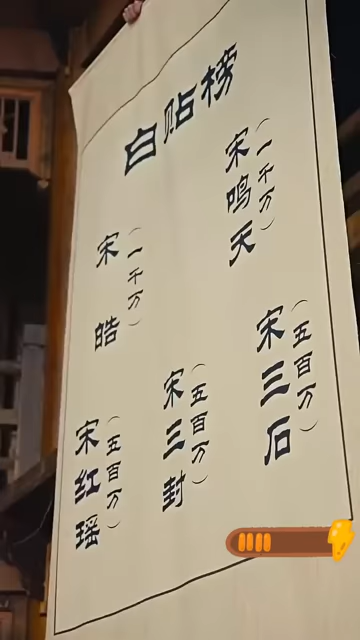 白贴榜
宋鸣天
（一千万）
宋皓
（一千万）
宋三石
（五百万）
宋三封
（五百万）
宋红瑶
（五百万）